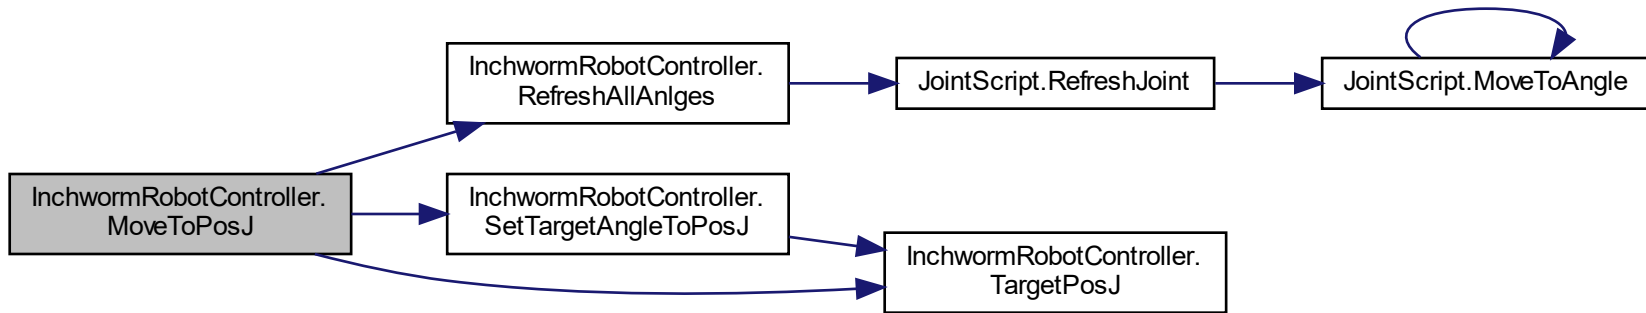 InchwormRobotController.
MoveToPosJ
InchwormRobotController.
RefreshAllAnlges
JointScript.RefreshJoint
JointScript.MoveToAngle
InchwormRobotController.
SetTargetAngleToPosJ
InchwormRobotController.
TargetPosJ